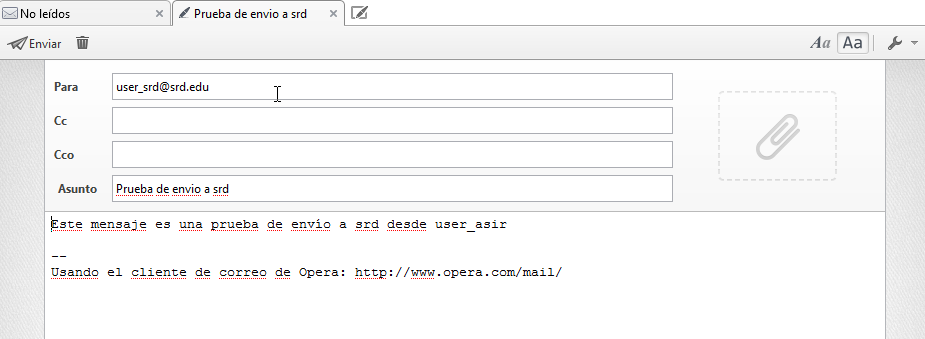 No leídos
Prueba de envio a srd
Enviar
Aa Aa
Para user_srd@srd.edu
Cc
Cco
Asunto Prueba de envio a srd
Este mensaje es una prueba de envío a srd desde user_asir
--
Usando el cliente de correo de Opera: http://www.opera.com/mail/